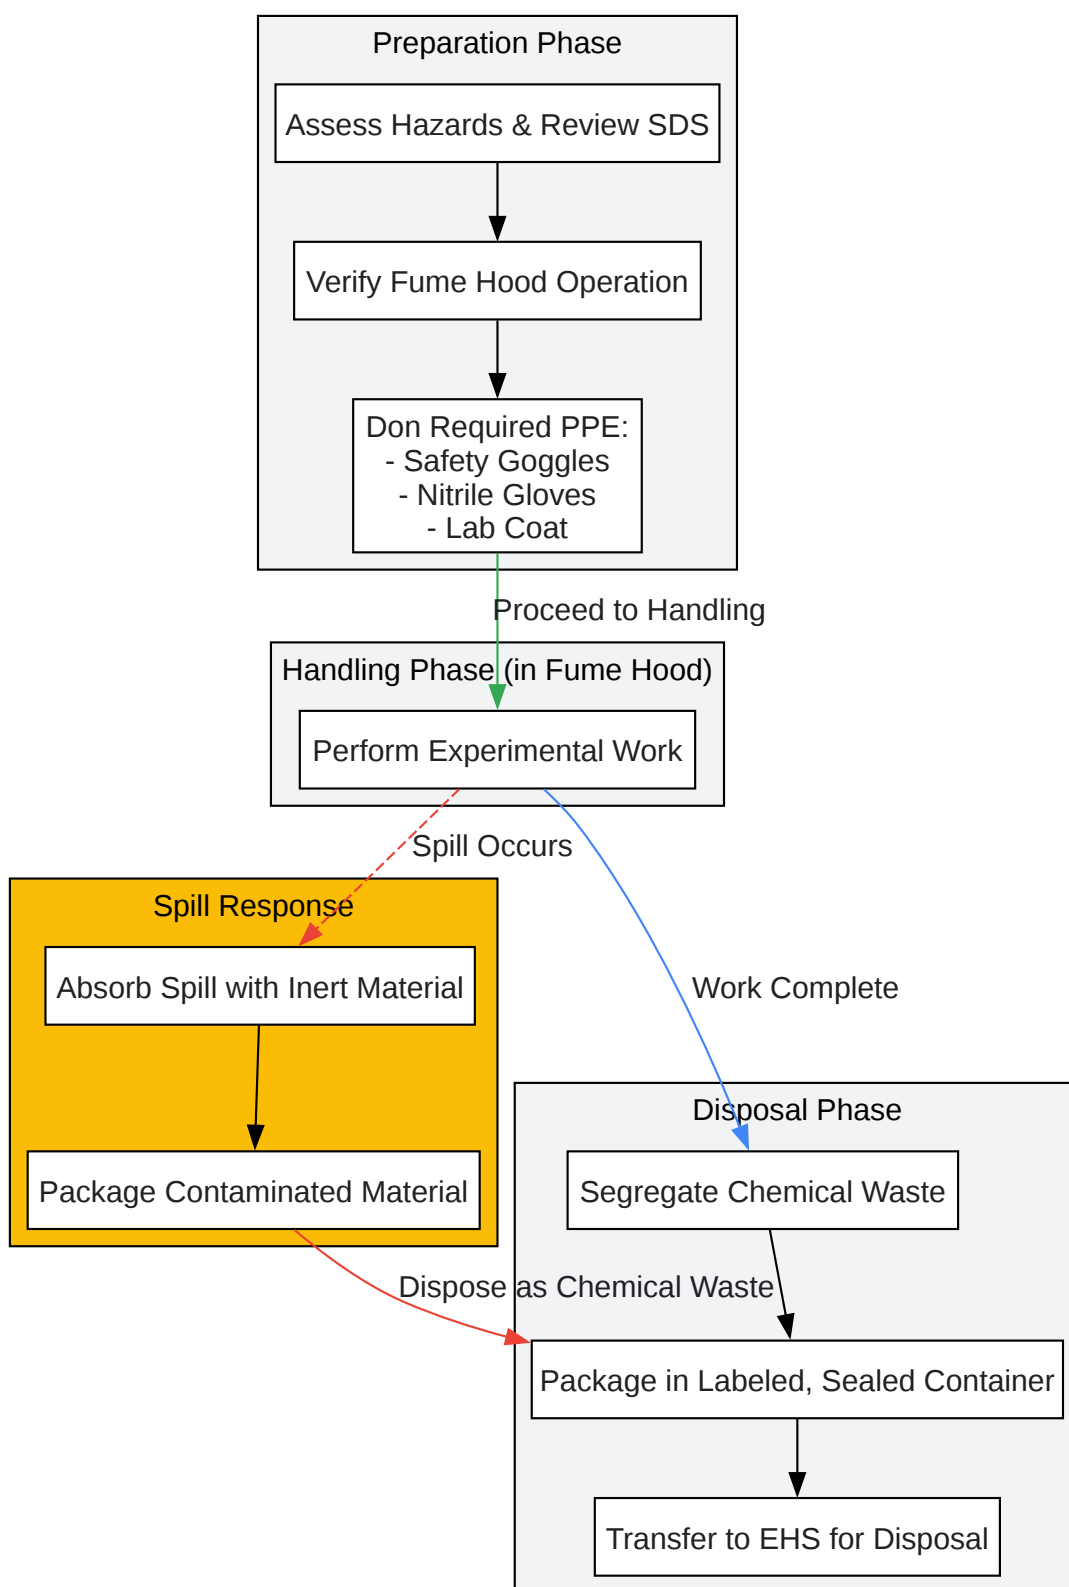 Preparation Phase
Assess Hazards & Review SDS
Verify Fume Hood Operation
Don Required PPE:
- Safety Goggles
- Nitrile Gloves
- Lab Coat
Proceed to Handling
Handling Phase (in Fume Hood)
Perform Experimental Work
Spill Occurs
Spill Response
Absorb Spill with Inert Material
Work Complete
Package Contaminated Material
Disposal Phase
Segregate Chemical Waste
Dispose as Chemical Waste
Package in Labeled, Sealed Container
Transfer to EHS for Disposal